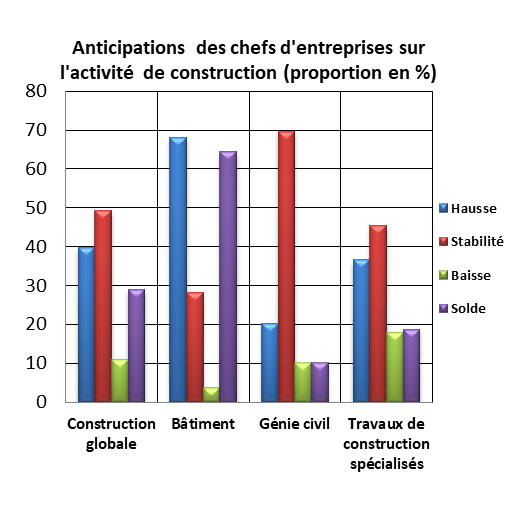 Anticipations des chefs d'entreprises sur
l'activité de construction (proportion en %)
80
70
60
50
40
30
20
10
0
Hausse
Stabilité
Baisse
Solde
Construction
globale
Bâtiment
Génie civil
Travaux de
construction
spécialisés